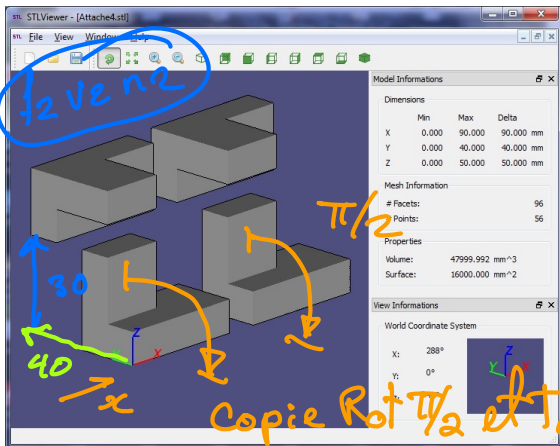 STLViewer - [Attache4.stl]
File View Window Help
f2 ve n2
Model Informations
Dimensions
Min Max Delta
X 0.000 90.000 90.000 mm
Y 0.000 40.000 40.000 mm
Z 0.000 50.000 50.000 mm
Mesh Information
# Facets: 96
Points: 56
Properties
Volume: 47999.992 mm^3
Surface: 16000.000 mm^2
π/2
30
40
x
Z
X
View Informations
World Coordinate System
X: 288°
Y: 0°
Z
Y
Copie Rot π/2 et T